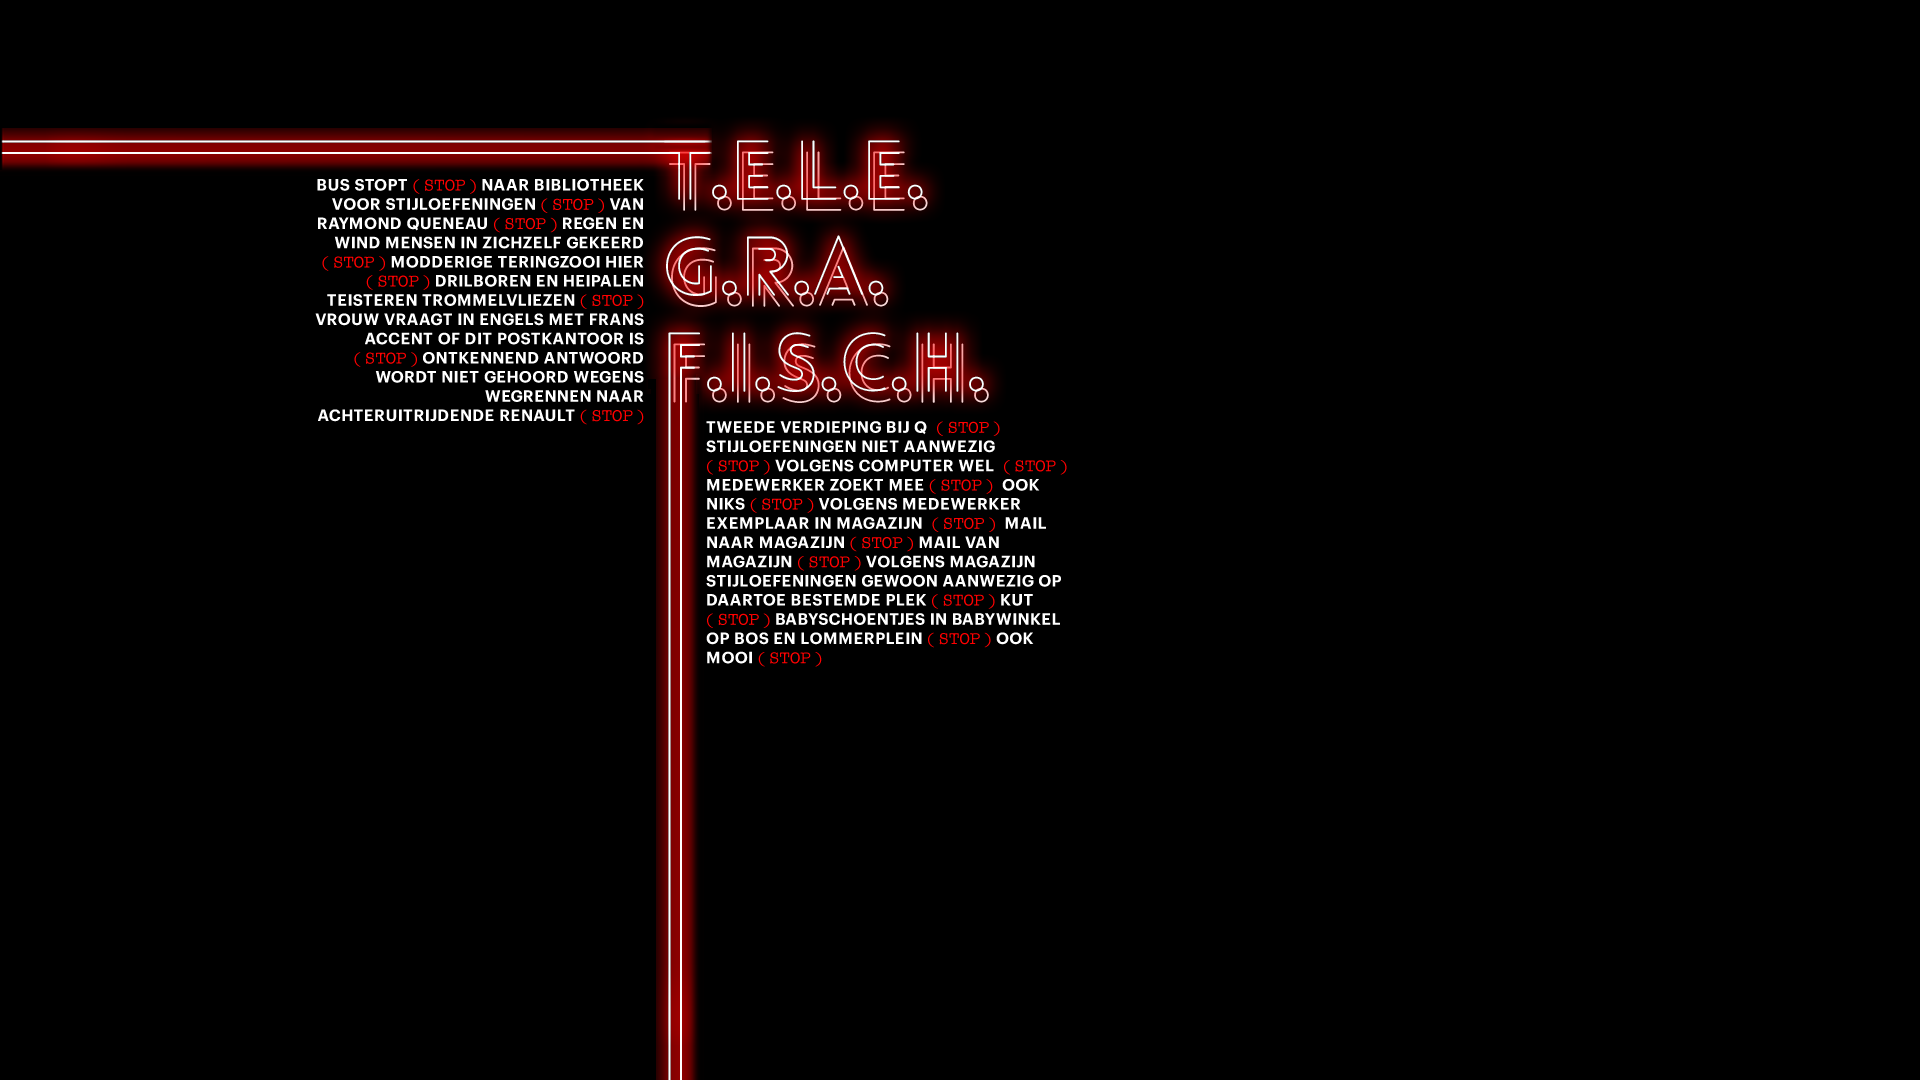 T.E.L.E.
G.R.A.
F.I.S.C.H.
BUS STOPT ( STOP ) NAAR BIBLIOTHEEK
VOOR STIJLOEFENINGEN ( STOP ) VAN
RAYMOND QUENEAU ( STOP ) REGEN EN
WIND MENSEN IN ZICHZELF GEKEERD
( STOP ) MODDERIGE TERINGZOOI HIER
( STOP ) DRILBOREN EN HEIPALEN
TEISTEREN TROMMELVLIEZEN ( STOP )
VROUW VRAAGT IN ENGELS MET FRANS
ACCENT OF DIT POSTKANTOOR IS
( STOP ) ONTKENNEND ANTWOORD
WORDT NIET GEHOORD WEGENS
WEGRENNEN NAAR
ACHTERUITRIJDENDE RENAULT ( STOP )
TWEEDE VERDIEPING BIJ Q ( STOP )
STIJLOEFENINGEN NIET AANWEZIG
( STOP ) VOLGENS COMPUTER WEL ( STOP )
MEDEWERKER ZOEKT MEE ( STOP ) OOK
NIKS ( STOP ) VOLGENS MEDEWERKER
EXEMPLAAR IN MAGAZIJN ( STOP ) MAIL
NAAR MAGAZIJN ( STOP ) MAIL VAN
MAGAZIJN ( STOP ) VOLGENS MAGAZIJN
STIJLOEFENINGEN GEWOON AANWEZIG OP
DAARTOE BESTEMDE PLEK ( STOP ) KUT
( STOP ) BABYSCHOENTJES IN BABYWINKEL
OP BOS EN LOMMERPLEIN ( STOP ) OOK
MOOI ( STOP )